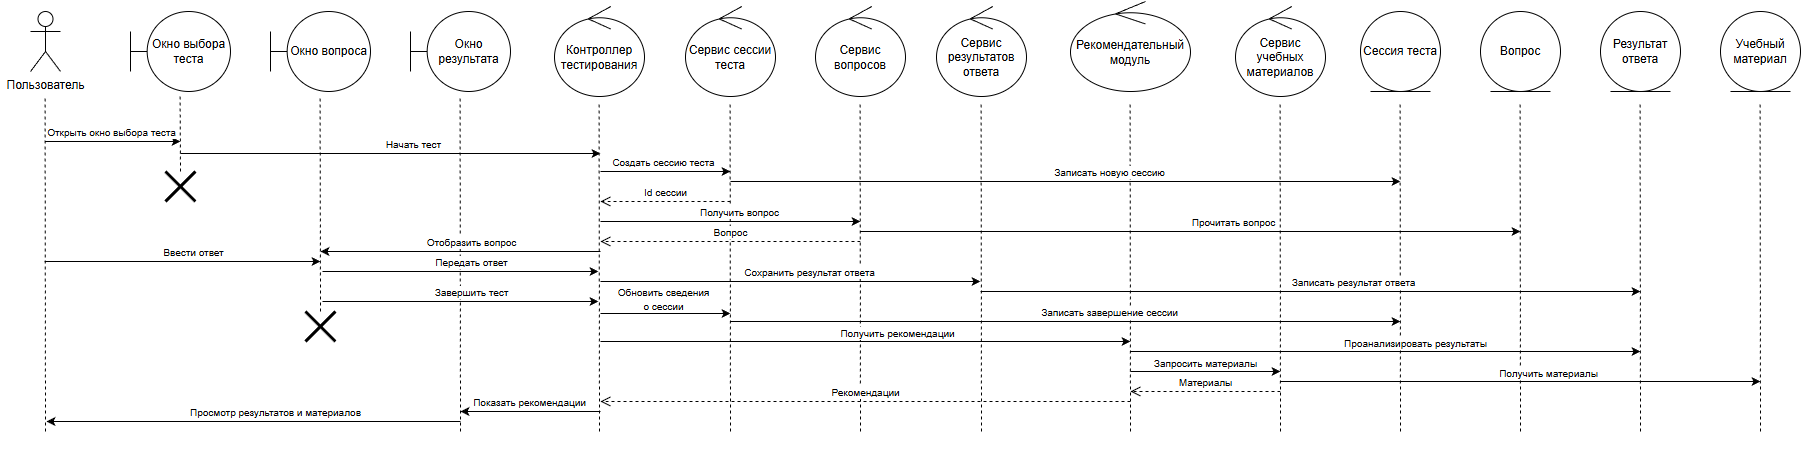 Пользователь
Окно выбора
теста
Окно вопроса
Окно
результата
Контроллер
тестирования
Сервис сессии
теста
Сервис
вопросов
Сервис
результатов
ответа
Рекомендательный
модуль
Сервис
учебных
материалов
Сессия теста
Вопрос
Результат
ответа
Учебный
материал
Открыть окно выбора теста
Начать тест
Создать сессию теста
Записать новую сессию
Id сессии
Получить вопрос
Прочитать вопрос
Вопрос
Отобразить вопрос
Ввести ответ
Передать ответ
Сохранить результат ответа
Записать результат ответа
Завершить тест
Обновить сведения
о сессии
Записать завершение сессии
Получить рекомендации
Проанализировать результаты
Запросить материалы
Получить материалы
Материалы
Рекомендации
Показать рекомендации
Просмотр результатов и материалов